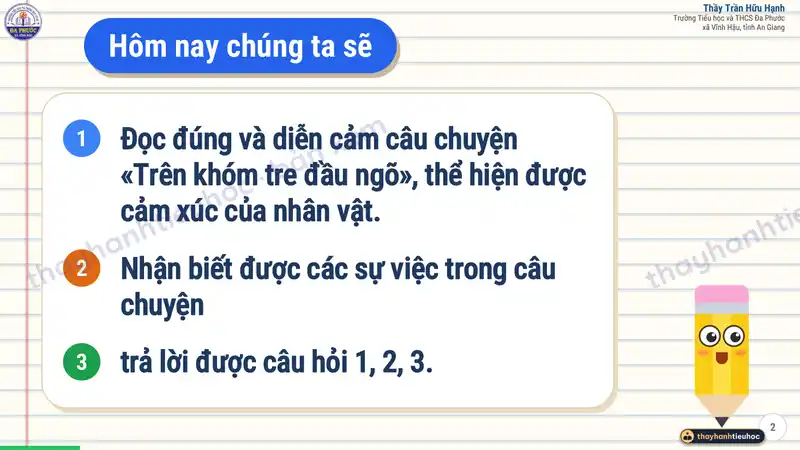 Thầy Trần Hữu Hạnh
Trường Tiểu học và THCS Đa Phước
xã Vĩnh Hậu, tỉnh An Giang
ĐA PHƯỚC
Hôm nay chúng ta sẽ
1 Đọc đúng và diễn cảm câu chuyện
«Trên khóm tre đầu ngõ», thể hiện được
cảm xúc của nhân vật.
2 Nhận biết được các sự việc trong câu
chuyện
3 trả lời được câu hỏi 1, 2, 3.
thayhanhtieuhoc
2